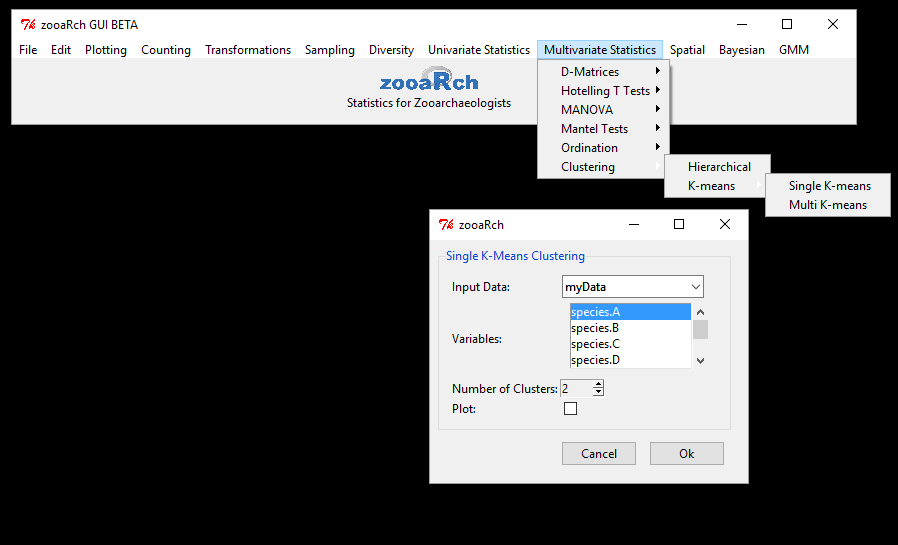 zooaRch GUI BETA
File Edit Plotting Counting Transformations Sampling Diversity Univariate Statistics Multivariate Statistics Spatial Bayesian GMM
zooaRch
Statistics for Zooarchaeologists
D-Matrices
Hotelling T Tests
MANOVA
Mantel Tests
Ordination
Clustering
Hierarchical
K-means
Single K-means
Multi K-means
zooaRch
Single K-Means Clustering
Input Data: myData
Variables:
species.A
species.B
species.C
species.D
Number of Clusters: 2
Plot:
Cancel Ok